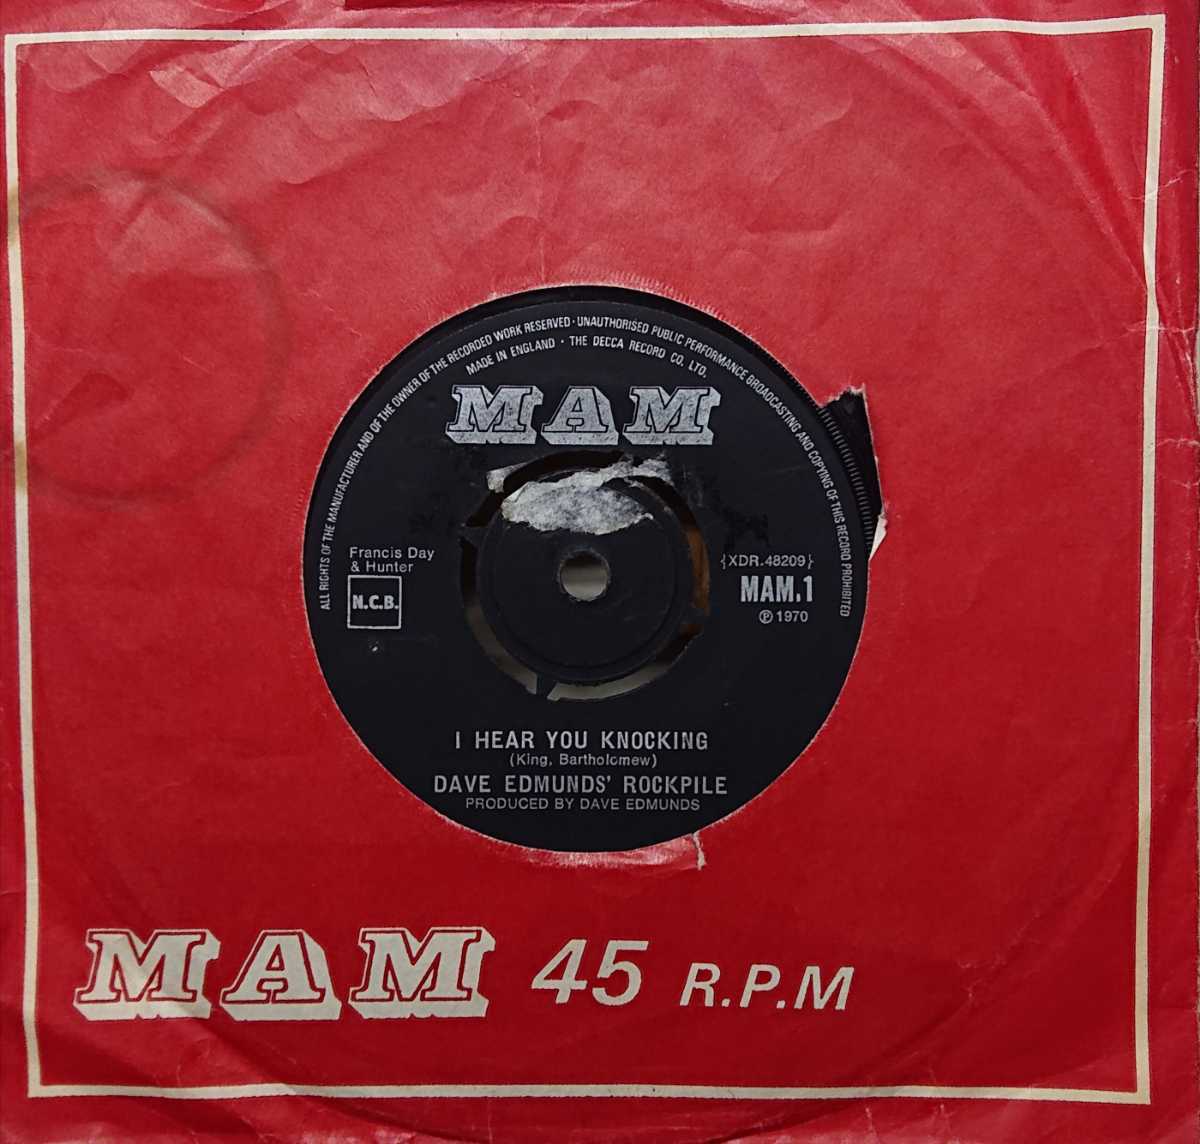 ALL RIGHTS OF THE MANUFACTURER AND OF THE OWNER OF THE RECORDED WORK RESERVED · UNAUTHORISED PUBLIC PERFORMANCE BROADCASTING AND COPYING OF THIS RECORD PROHIBITED
MADE IN ENGLAND · THE DECCA RECORD CO. LTD.
MAM
Francis Day
& Hunter
N.C.B.
{XDR.48209}
MAM.1
℗ 1970
I HEAR YOU KNOCKING
(King, Bartholomew)
DAVE EDMUNDS' ROCKPILE
PRODUCED BY DAVE EDMUNDS
MAM 45 R.P.M